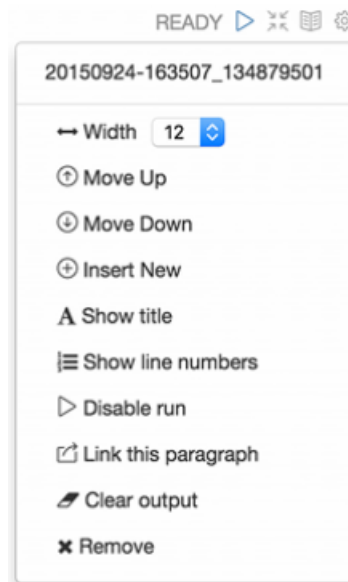 READY
20150924-163507_134879501
Width 12
Move Up
Move Down
Insert New
A Show title
Show line numbers
Disable run
Link this paragraph
Clear output
Remove